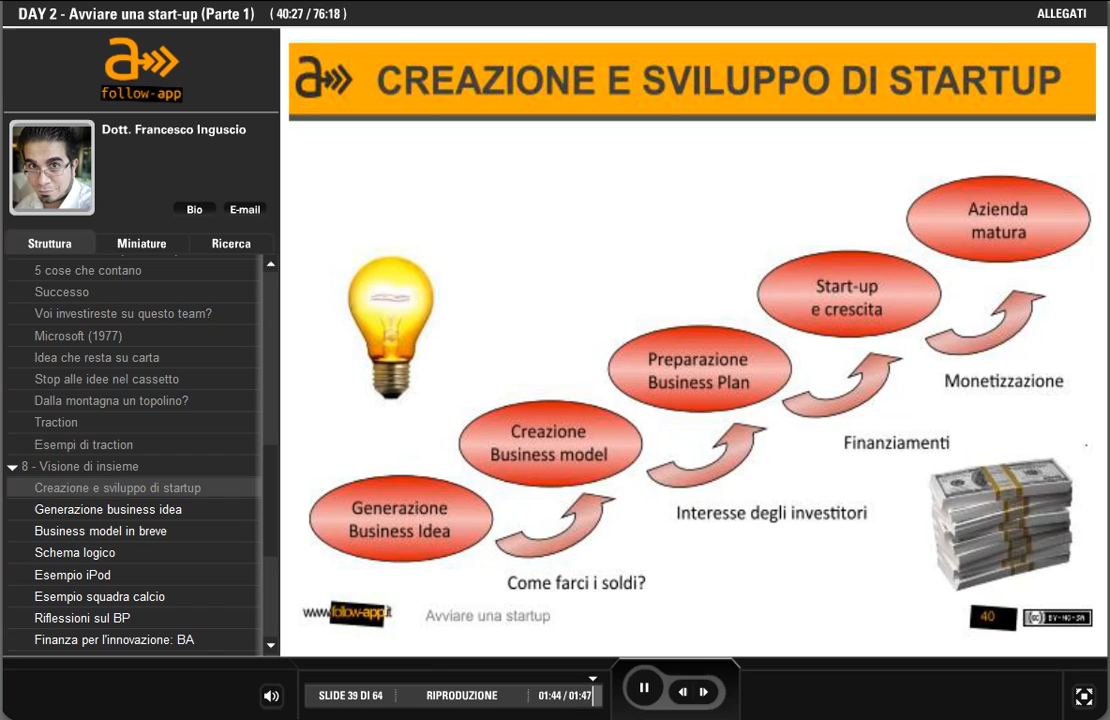 DAY 2 - Avviare una start-up (Parte 1) ( 40:27 / 76:18 )
ALLEGATI
a
follow-app
Dott. Francesco Inguscio
Bio
E-mail
Struttura
Miniature
Ricerca
5 cose che contano
Successo
Voi investireste su questo team?
Microsoft (1977)
Idea che resta su carta
Stop alle idee nel cassetto
Dalla montagna un topolino?
Traction
Esempi di traction
8 - Visione di insieme
Creazione e sviluppo di startup
Generazione business idea
Business model in breve
Schema logico
Esempio iPod
Esempio squadra calcio
Riflessioni sul BP
Finanza per l'innovazione: BA
a CREAZIONE E SVILUPPO DI STARTUP
Azienda
matura
Start-up
e crescita
Preparazione
Business Plan
Creazione
Business model
Generazione
Business Idea
Monetizzazione
Finanziamenti
Interesse degli investitori
Come farci i soldi?
www.follow-app.it
Avviare una startup
40
(cc) BY-NC-SA
SLIDE 39 DI 64
RIPRODUZIONE
01:44 / 01:47